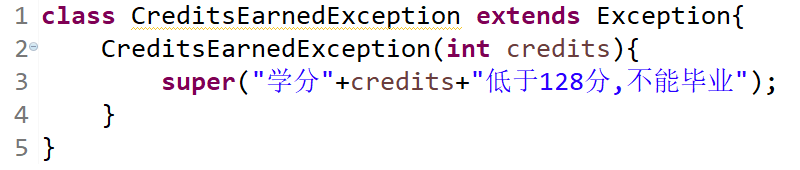 1 class CreditsEarnedException extends Exception{
2 CreditsEarnedException(int credits){
3 super("学分"+credits+"低于128分,不能毕业");
4 }
5 }